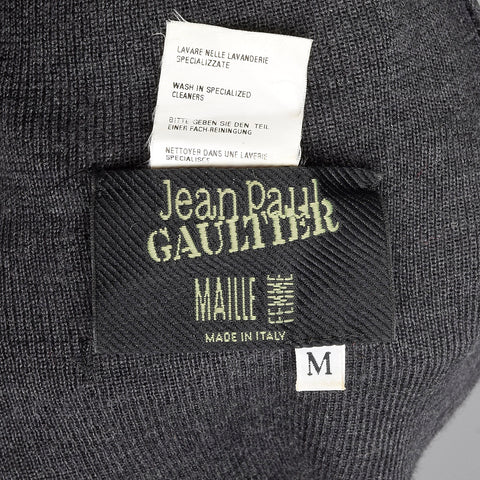 LAVARE NELLE LAVANDERIE
SPECIALIZZATE
WASH IN SPECIALIZED
CLEANERS
BITTE GEBEN SIE DEN TEIL
EINER FACH-REININGUNG
NETTOYER DANS UNE LAVERIE
SPECIALISEE
Jean Paul
GAULTIER
MAILLE FEMME
MADE IN ITALY
M